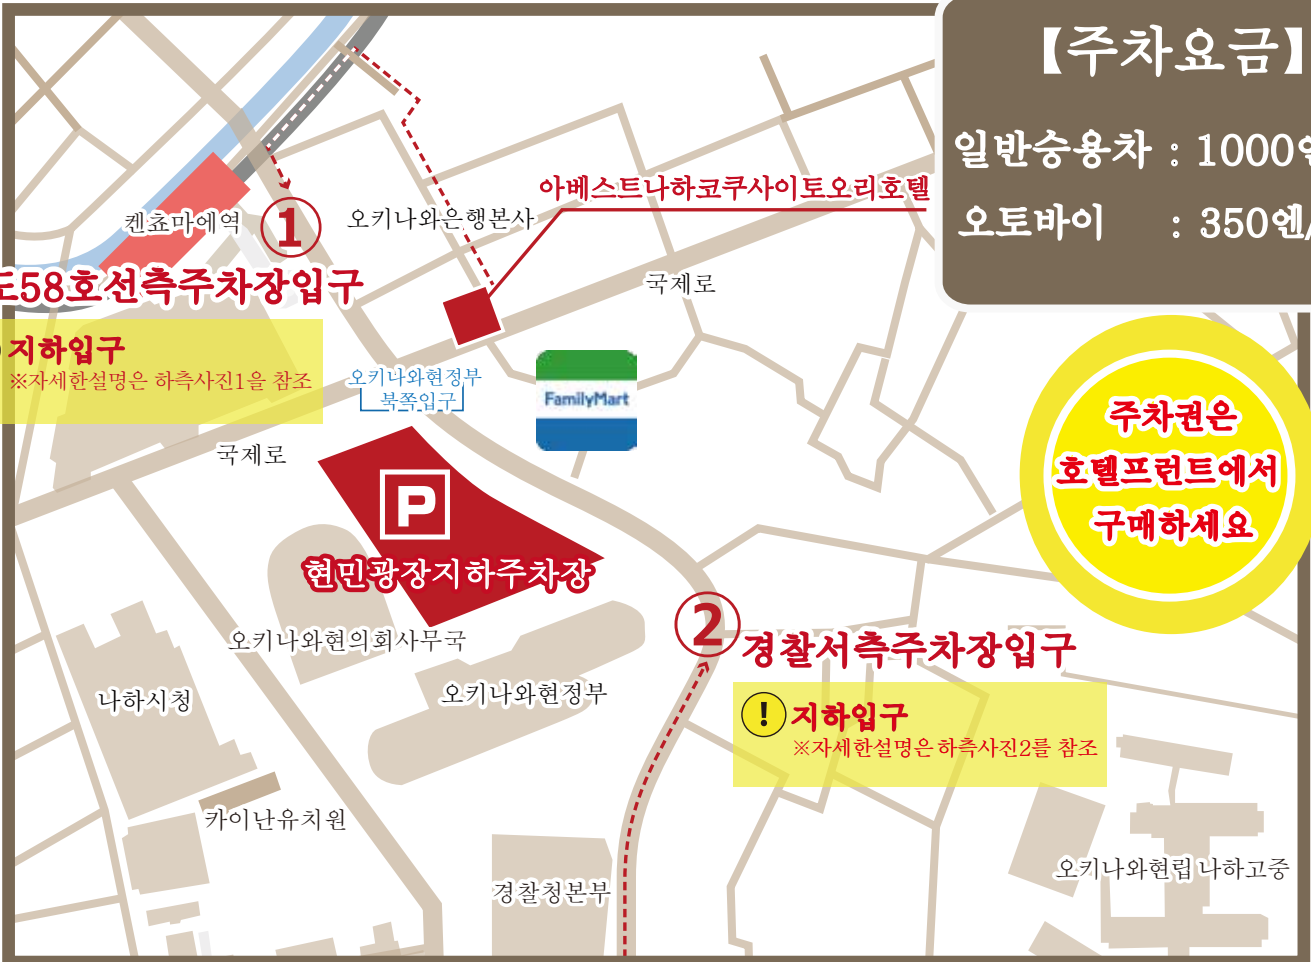 【주차요금】
일반승용차 : 1000
오토바이 : 350엔/
아베스트나하코쿠사이토오리호텔
켄쵸마에역
1
오키나와은행본사
58호선측주차장입구
국제로
지하입구
※자세한설명은 하측사진1을 참조
오키나와현정부
북쪽입구
FamilyMart
주차권은
호텔프런트에서
구매하세요
국제로
P
현민광장지하주차장
오키나와현의회사무국
2
경찰서측주차장입구
나하시청
오키나와현정부
! 지하입구
※자세한설명은 하측사진2를 참조
카이난유치원
경찰청본부
오키나와현립 나하고중